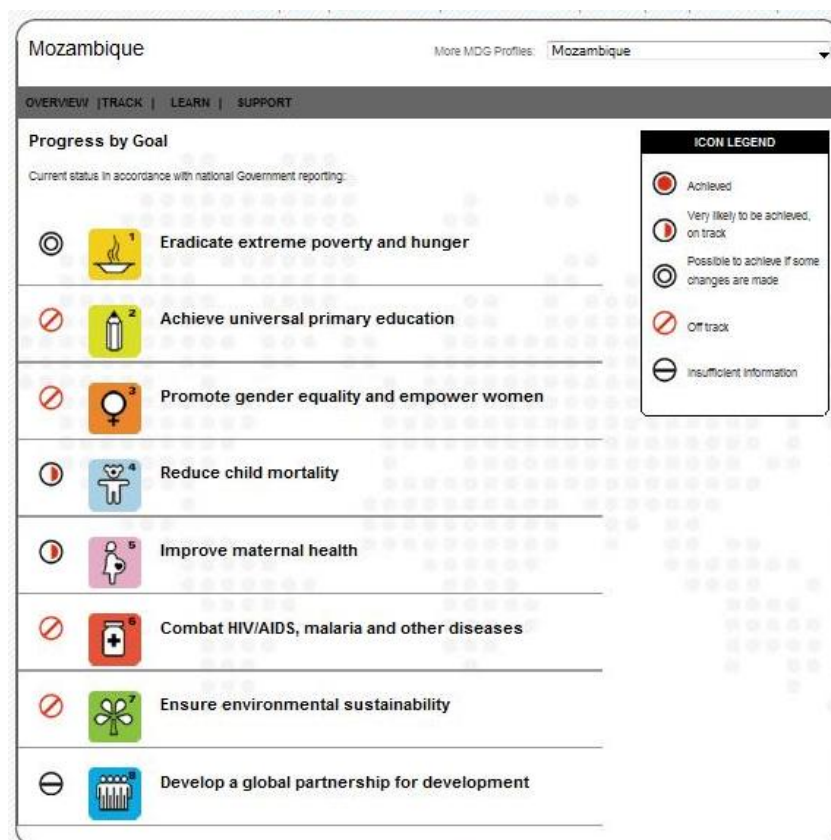 Mozambique
More MDG Profiles: Mozambique
OVERVIEW | TRACK | LEARN | SUPPORT
Progress by Goal
Current status in accordance with national Government reporting:
1
Eradicate extreme poverty and hunger
2
Achieve universal primary education
3
Promote gender equality and empower women
4
Reduce child mortality
5
Improve maternal health
6
Combat HIV/AIDS, malaria and other diseases
7
Ensure environmental sustainability
8
Develop a global partnership for development
ICON LEGEND
Achieved
Very likely to be achieved,
on track
Possible to achieve if some
changes are made
Off track
Insufficient information